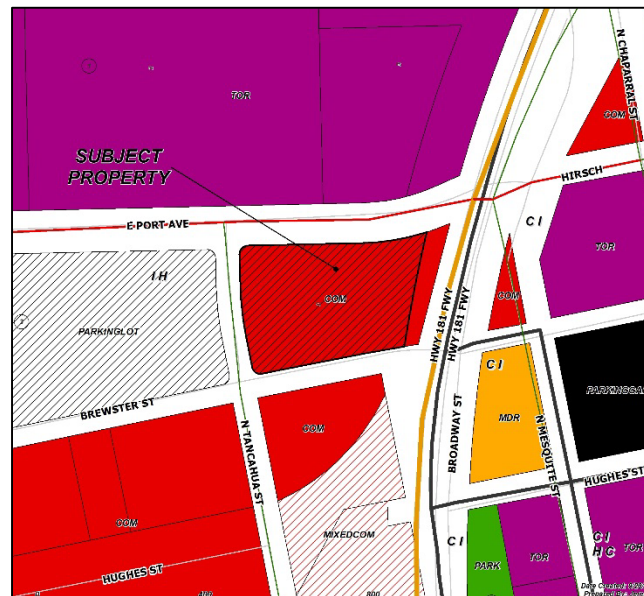 TOR
N CHAPARRAL ST
COM
SUBJECT
PROPERTY
HIRSCH
E PORT AVE
C I
TOR
I H
COM
COM
PARKINGLOT
HWY 181 FWY
HWY 181 FWY
C I
PARKINGGAR
BREWSTER ST
COM
MDR
BROADWAY ST
N MESQUITE ST
N TANCAHUA ST
HUGHES ST
COM
MIXEDCOM
C I
C I
H C
TOR
TOR
PARK
HUGHES ST
800